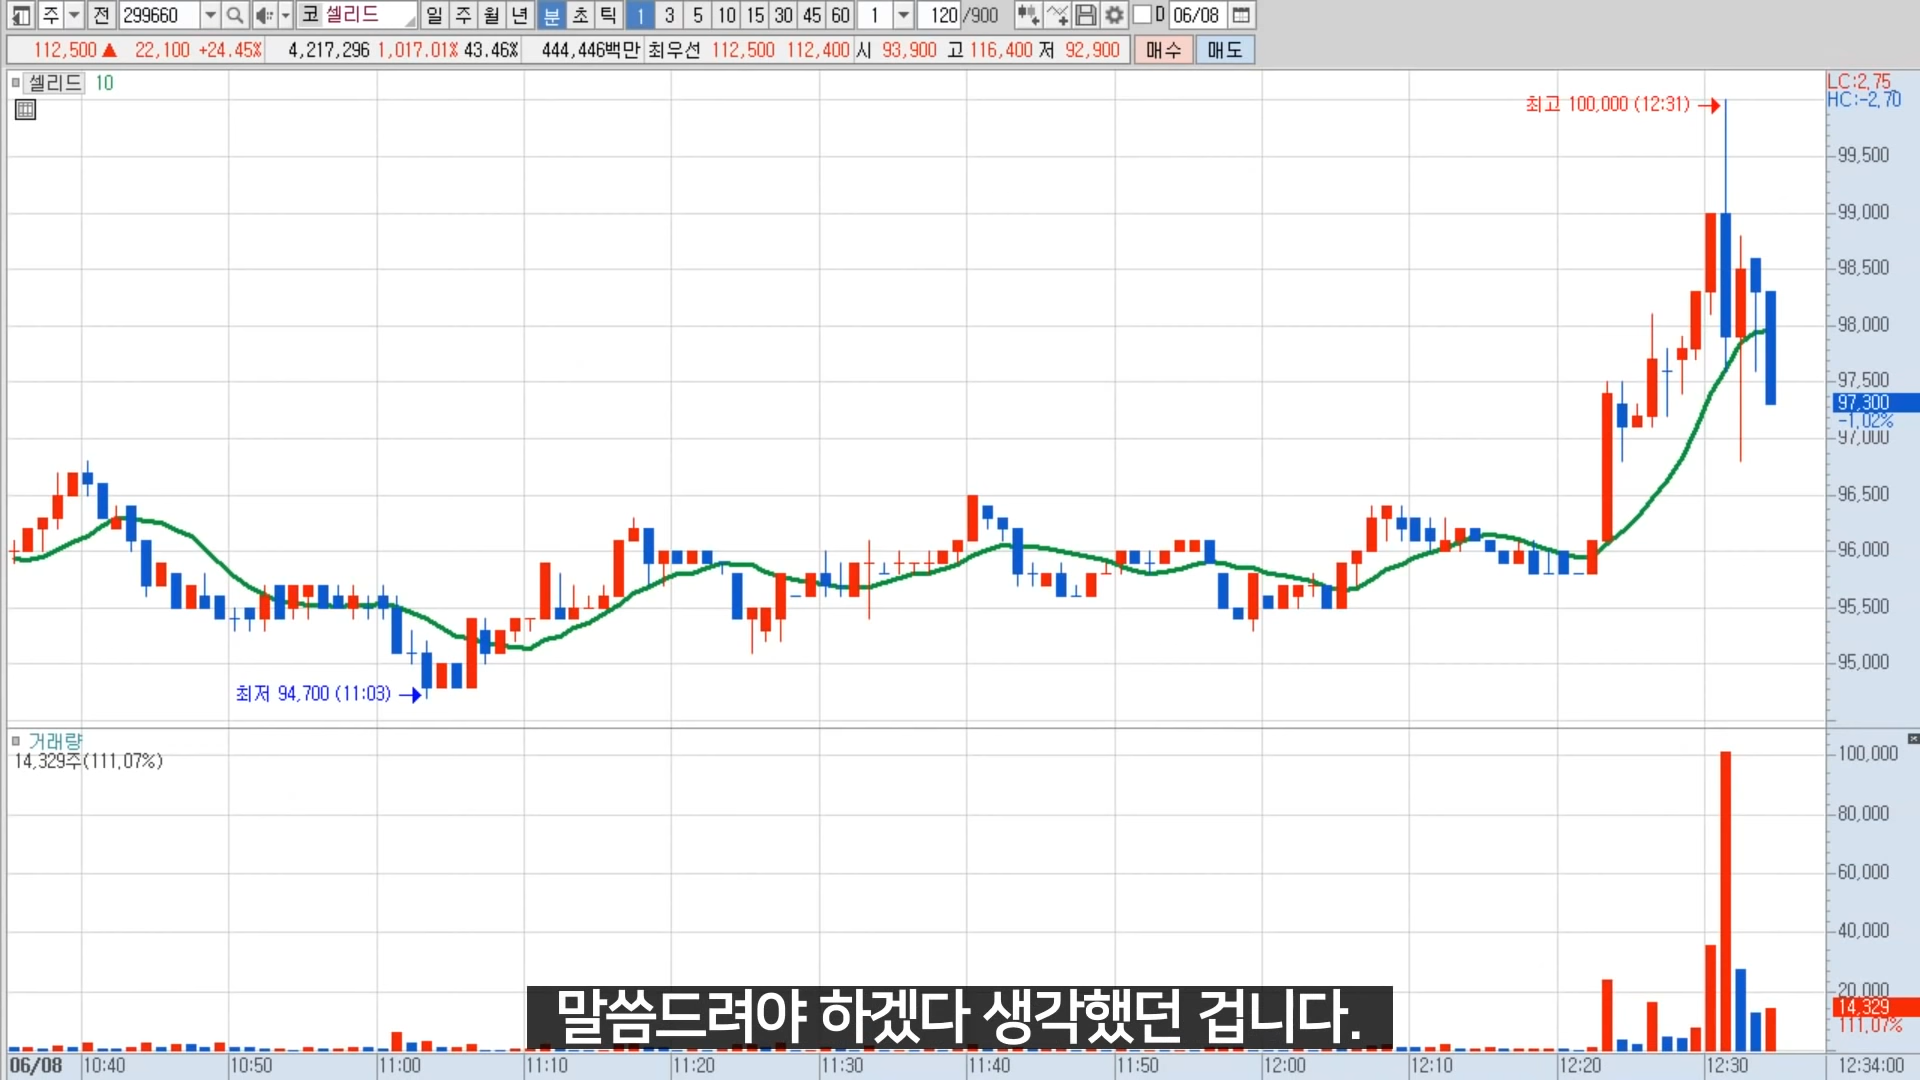 주 전 299660 코 셀리드 일 주 월 년 분 초 틱 1 3 5 10 15 30 45 60 1 120 /900 D 06/08
112,500 ▲ 22,100 +24.45% 4,217,296 1,017.01% 43.46% 444,446백만 최우선 112,500 112,400 시 93,900 고 116,400 저 92,900 매수 매도
셀리드 10
LC:2.75
HC:-2.70
최고 100,000 (12:31)
99,500
99,000
98,500
98,000
97,500
97,300
-1.02%
97,000
96,500
96,000
95,500
95,000
최저 94,700 (11:03)
거래량
14,329주(111.07%)
100,000
80,000
60,000
40,000
20,000
14,329
111.07%
말씀드려야 하겠다 생각했던 겁니다.
06/08 10:40 10:50 11:00 11:10 11:20 11:30 11:40 11:50 12:00 12:10 12:20 12:30 12:34:00